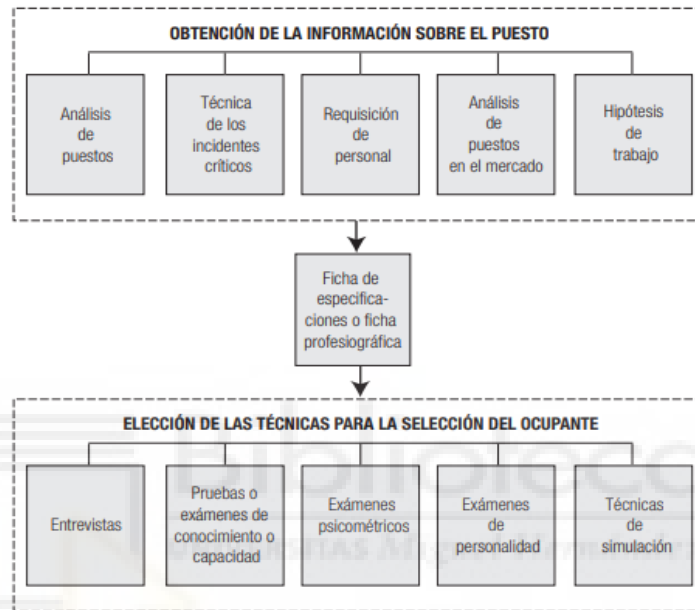 OBTENCIÓN DE LA INFORMACIÓN SOBRE EL PUESTO
Análisis
de
puestos
Técnica
de los
incidentes
críticos
Requisición
de
personal
Análisis
de
puestos
en el mercado
Hipótesis
de
trabajo
Ficha de
especifica-
ciones o ficha
profesiográfica
ELECCIÓN DE LAS TÉCNICAS PARA LA SELECCIÓN DEL OCUPANTE
Entrevistas
Pruebas o
exámenes de
conocimiento o
capacidad
Exámenes
psicométricos
Exámenes
de
personalidad
Técnicas
de
simulación
Biblioteca
Miguel